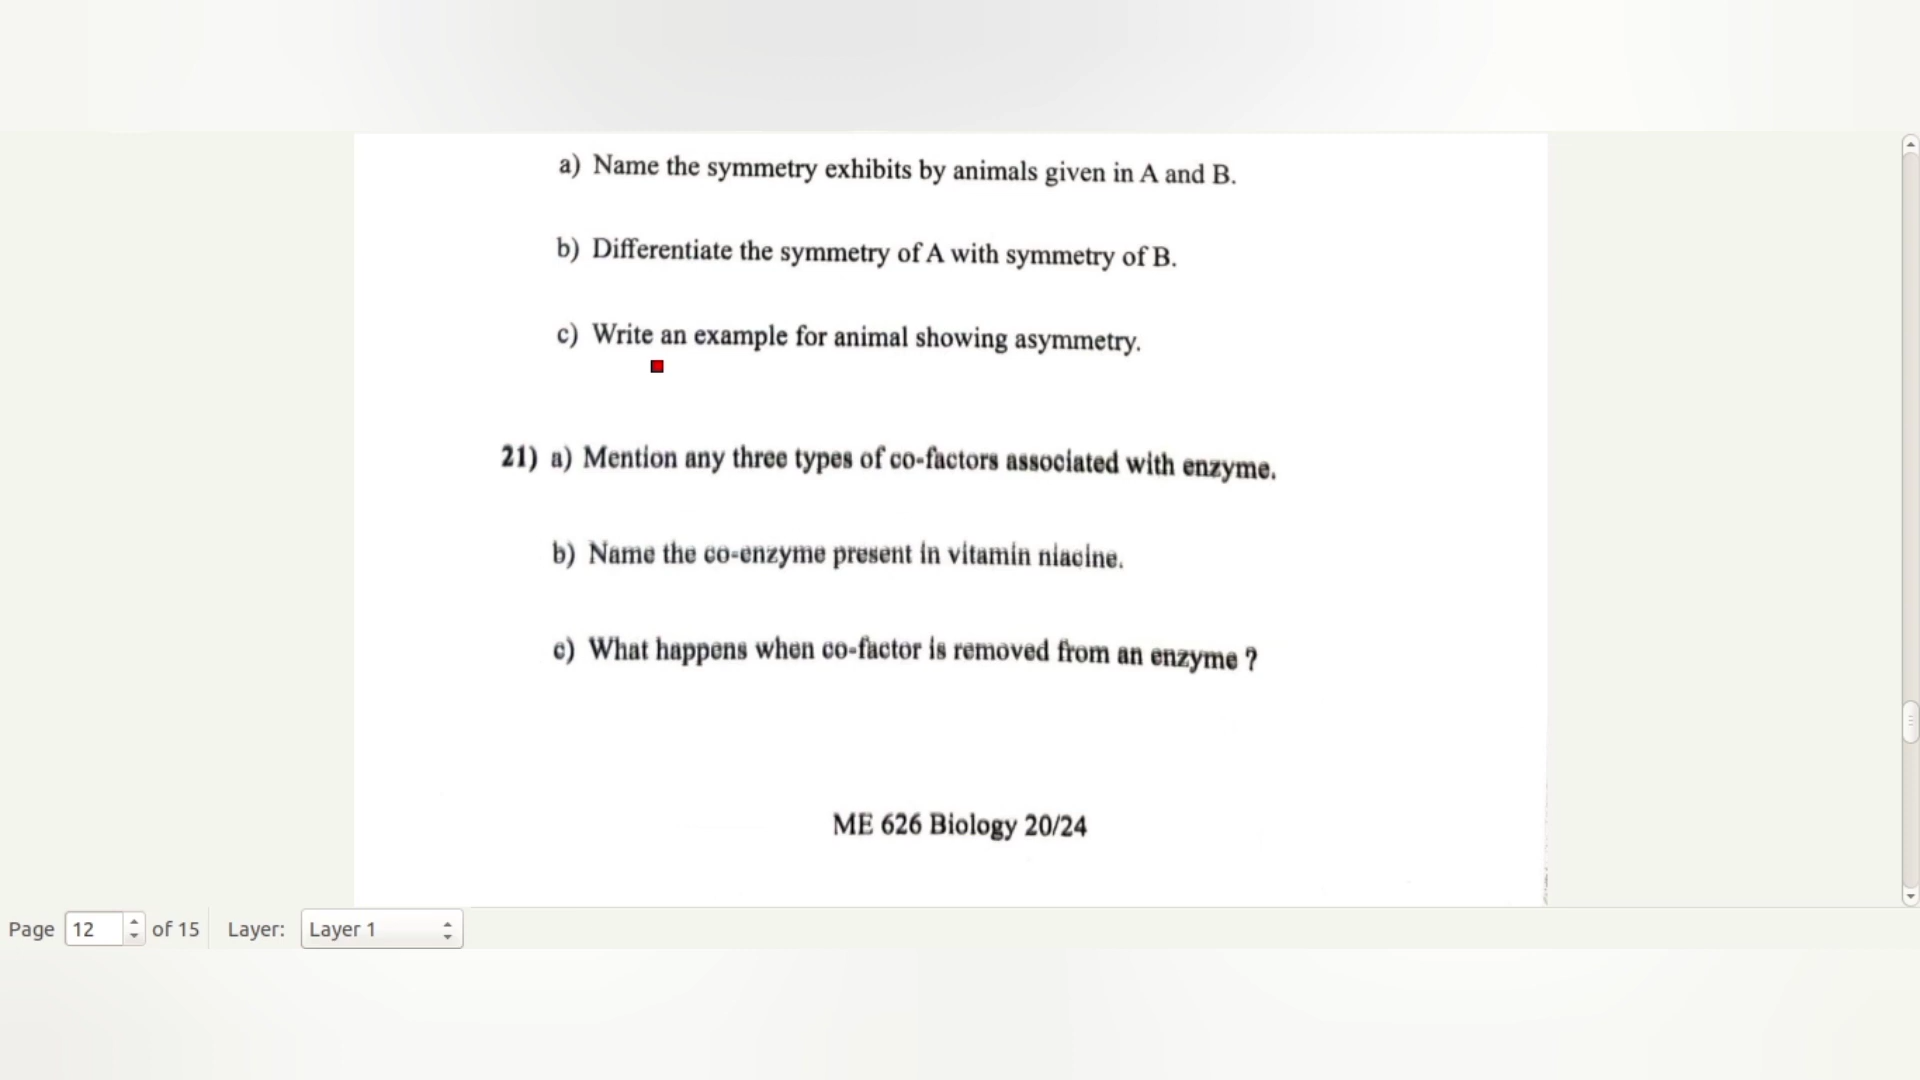 a) Name the symmetry exhibits by animals given in A and B.
b) Differentiate the symmetry of A with symmetry of B.
c) Write an example for animal showing asymmetry.
21) a) Mention any three types of co-factors associated with enzyme.
b) Name the co-enzyme present in vitamin niacine.
c) What happens when co-factor is removed from an enzyme ?
ME 626 Biology 20/24
Page 12 of 15 Layer: Layer 1